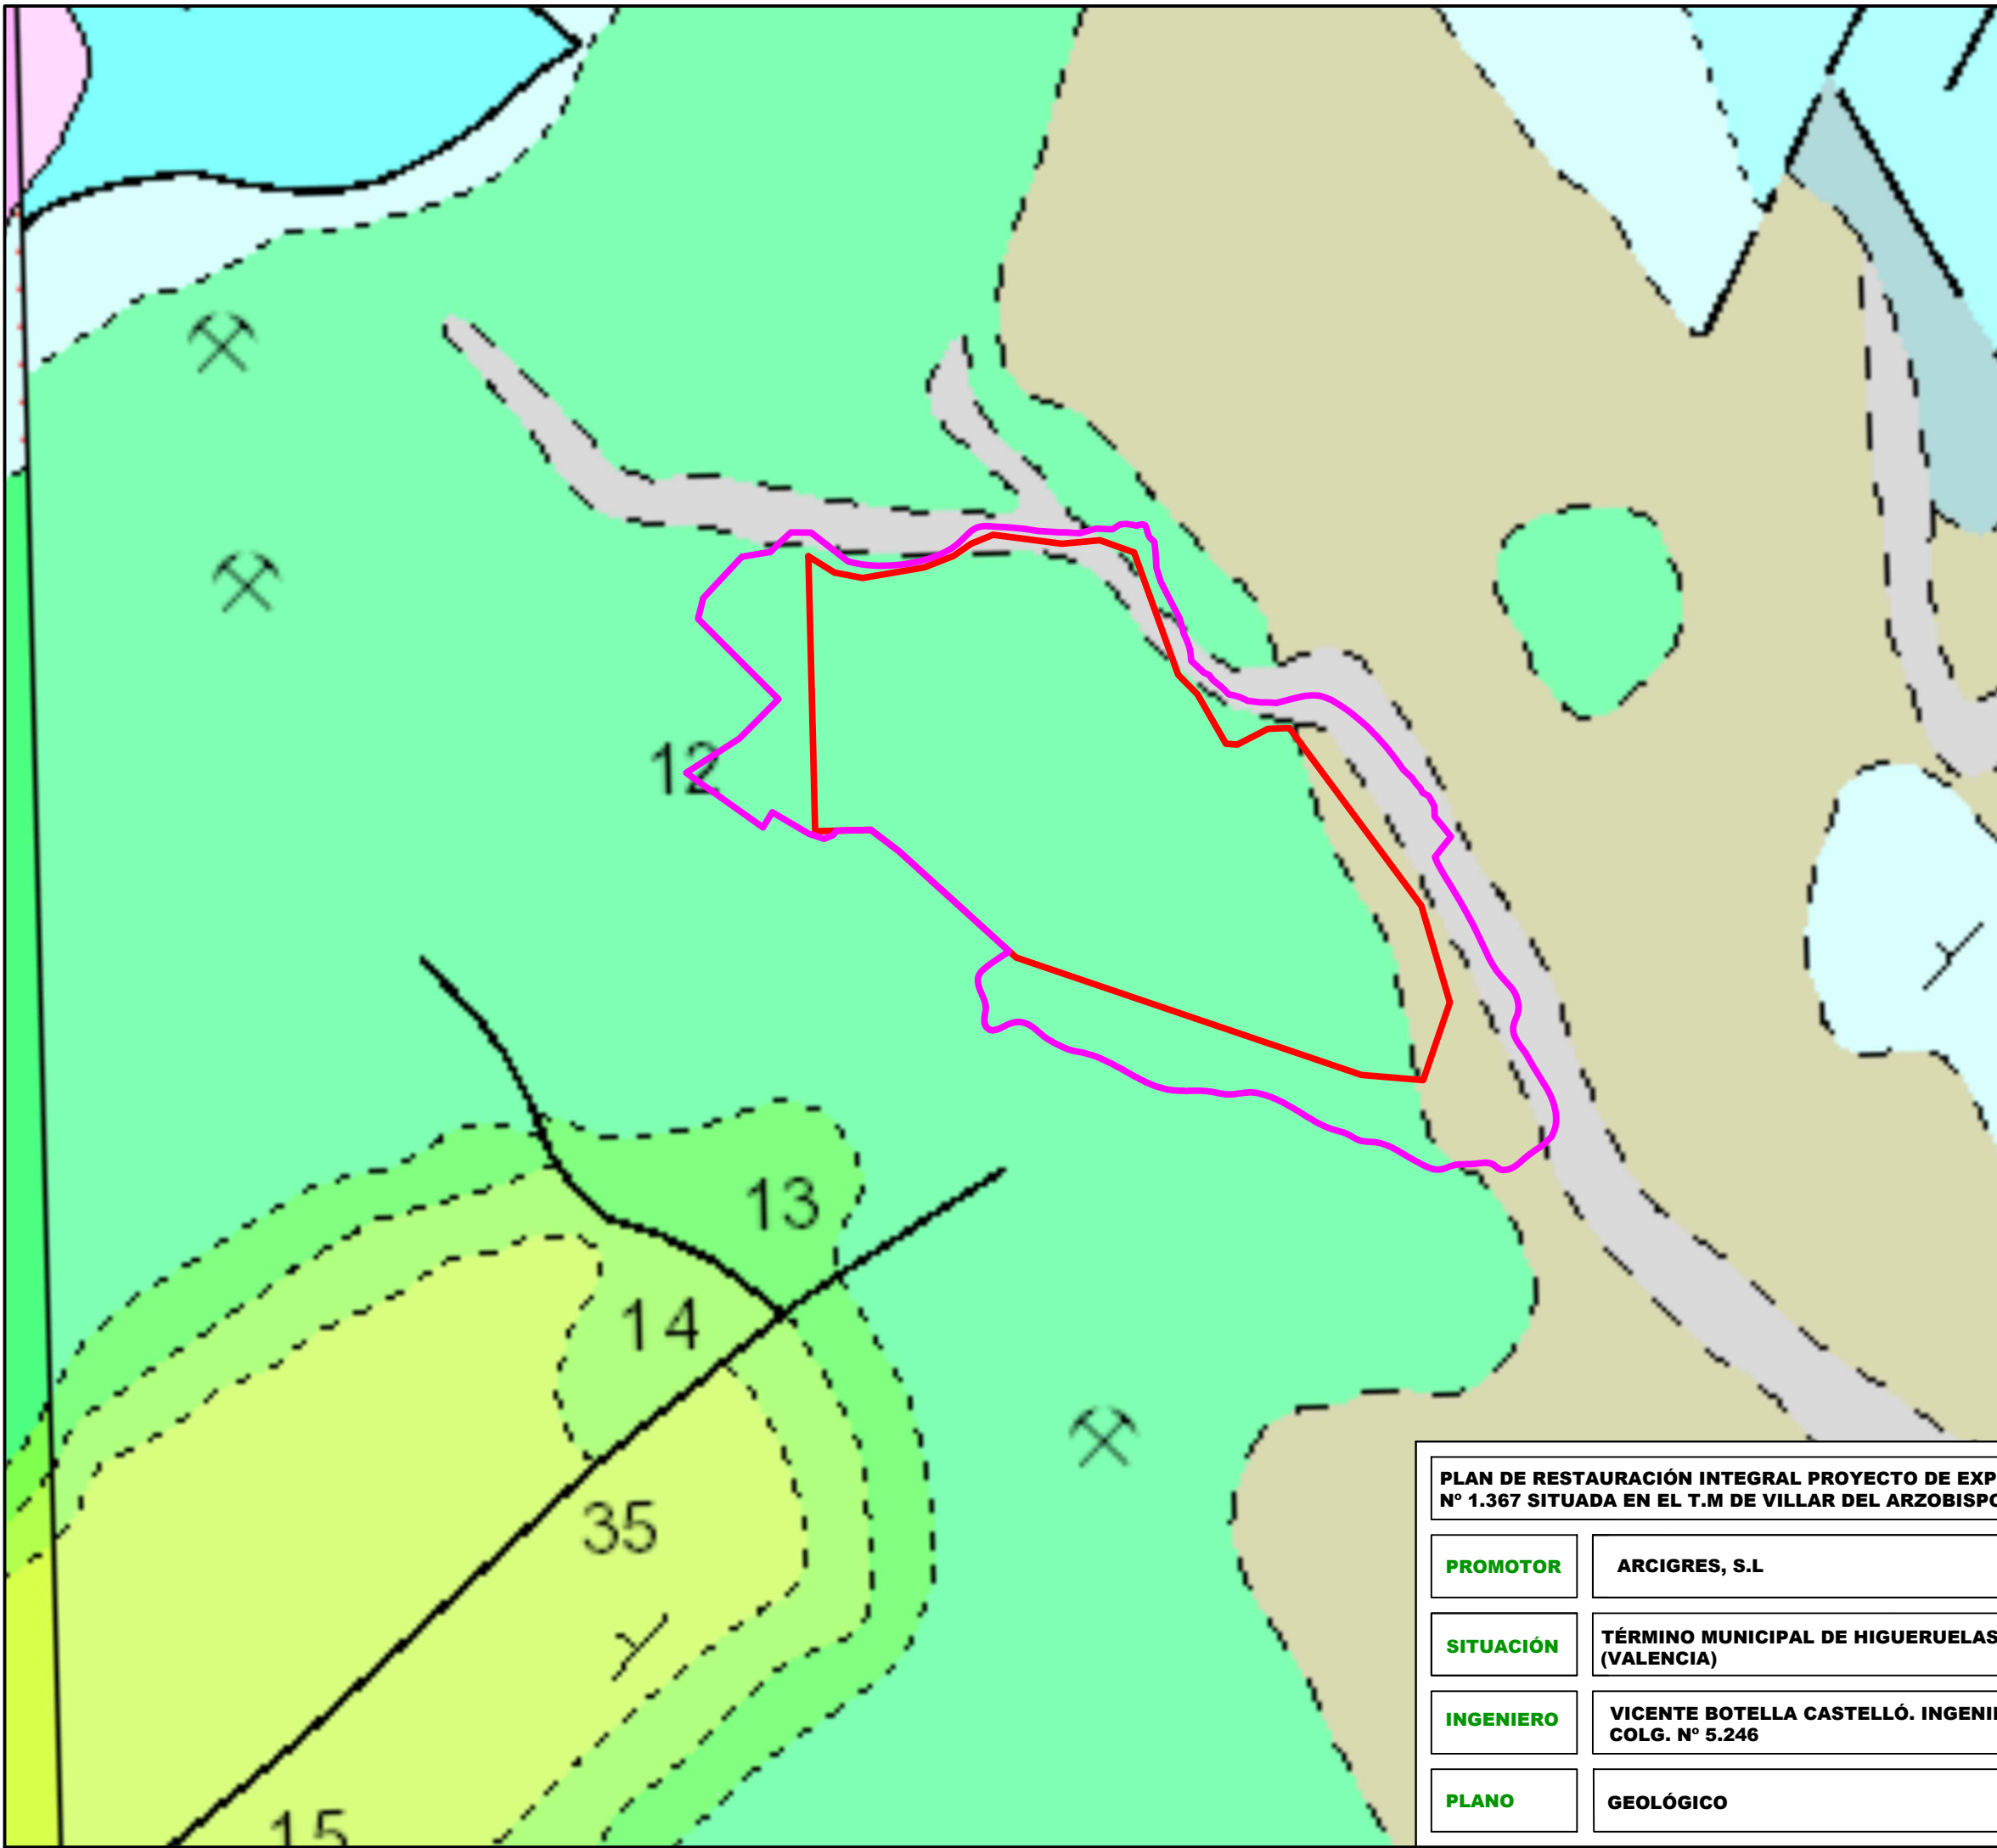 12
13
14
35
15
PLAN DE RESTAURACIÓN INTEGRAL PROYECTO DE EXP
Nº 1.367 SITUADA EN EL T.M DE VILLAR DEL ARZOBISPO
PROMOTOR
ARCIGRES, S.L
SITUACIÓN
TÉRMINO MUNICIPAL DE HIGUERUELAS
(VALENCIA)
INGENIERO
VICENTE BOTELLA CASTELLÓ. INGENI
COLG. Nº 5.246
PLANO
GEOLÓGICO